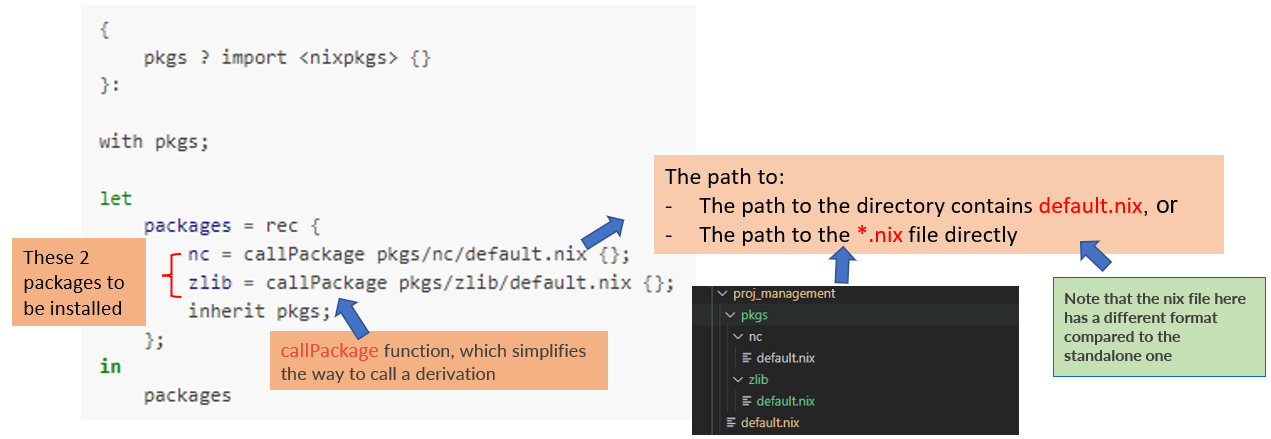 {
pkgs ? import <nixpkgs> {}
}:
with pkgs;
let
packages = rec {
nc = callPackage pkgs/nc/default.nix {};
zlib = callPackage pkgs/zlib/default.nix {};
inherit pkgs;
};
in
packages
These 2
packages to
be installed
callPackage function, which simplifies
the way to call a derivation
The path to:
- The path to the directory contains default.nix, or
- The path to the *.nix file directly
proj_management
pkgs
nc
default.nix
zlib
default.nix
default.nix
Note that the nix file here
has a different format
compared to the
standalone one